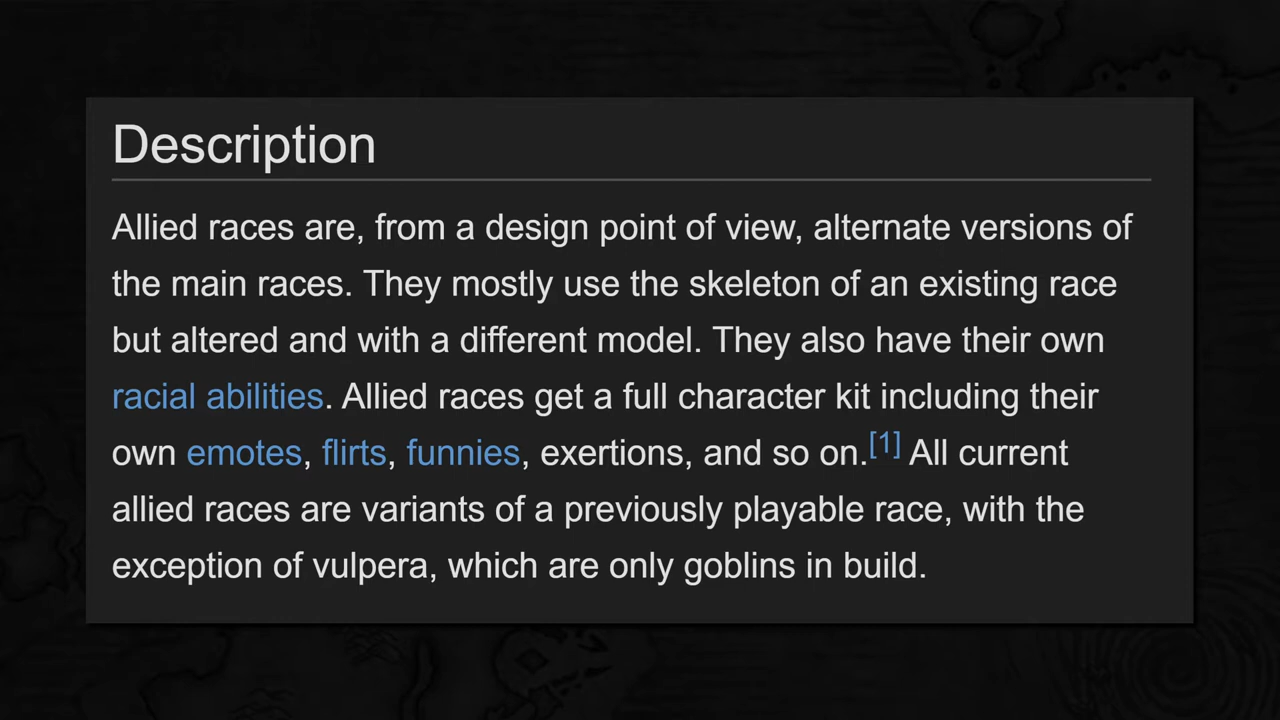 Description
Allied races are, from a design point of view, alternate versions of
the main races. They mostly use the skeleton of an existing race
but altered and with a different model. They also have their own
racial abilities. Allied races get a full character kit including their
own emotes, flirts, funnies, exertions, and so on.[1] All current
allied races are variants of a previously playable race, with the
exception of vulpera, which are only goblins in build.